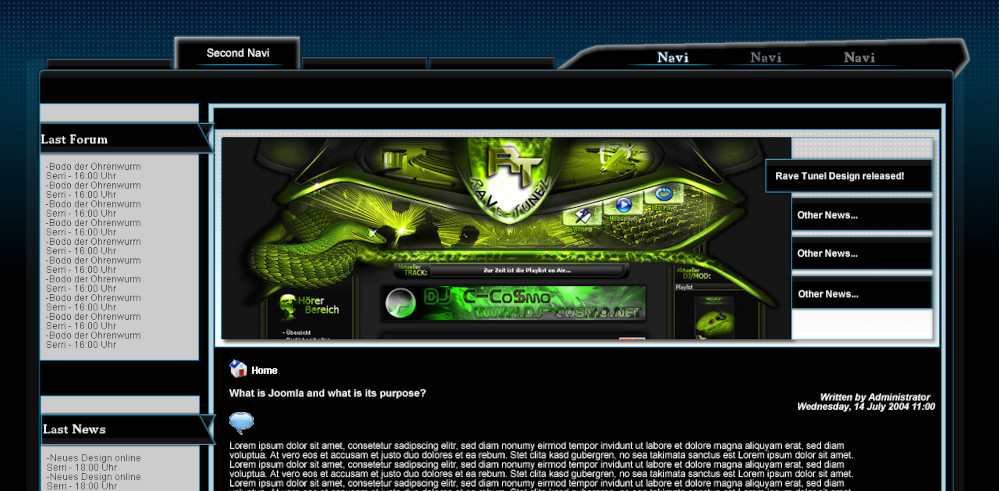 Second Navi
Navi
Navi
Navi
Last Forum
-Bodo der Ohrenwurm
Serri - 16:00 Uhr
-Bodo der Ohrenwurm
Serri - 16:00 Uhr
-Bodo der Ohrenwurm
Serri - 16:00 Uhr
-Bodo der Ohrenwurm
Serri - 16:00 Uhr
-Bodo der Ohrenwurm
Serri - 16:00 Uhr
-Bodo der Ohrenwurm
Serri - 16:00 Uhr
-Bodo der Ohrenwurm
Serri - 16:00 Uhr
-Bodo der Ohrenwurm
Serri - 16:00 Uhr
-Bodo der Ohrenwurm
Serri - 16:00 Uhr
-Bodo der Ohrenwurm
Serri - 16:00 Uhr
Last News
-Neues Design online
Serri - 18:00 Uhr
-Neues Design online
Serri - 18:00 Uhr
RT
RAVE-TUNEZ
Aktueller
TRACK:
Zur Zeit ist die Playlist on Air...
Aktueller
DJ/MOD:
Playlist
DJ C-CoSmo
WWW.DJ-COSMO.NET
Hörer
Bereich
- Übersicht
Rave Tunel Design released!
Other News...
Other News...
Other News...
Home
What is Joomla and what is its purpose?
Written by Administrator
Wednesday, 14 July 2004 11:00
Lorem ipsum dolor sit amet, consetetur sadipscing elitr, sed diam nonumy eirmod tempor invidunt ut labore et dolore magna aliquyam erat, sed diam
voluptua. At vero eos et accusam et justo duo dolores et ea rebum. Stet clita kasd gubergren, no sea takimata sanctus est Lorem ipsum dolor sit amet.
Lorem ipsum dolor sit amet, consetetur sadipscing elitr, sed diam nonumy eirmod tempor invidunt ut labore et dolore magna aliquyam erat, sed diam
voluptua. At vero eos et accusam et justo duo dolores et ea rebum. Stet clita kasd gubergren, no sea takimata sanctus est Lorem ipsum dolor sit amet.
Lorem ipsum dolor sit amet, consetetur sadipscing elitr, sed diam nonumy eirmod tempor invidunt ut labore et dolore magna aliquyam erat, sed diam